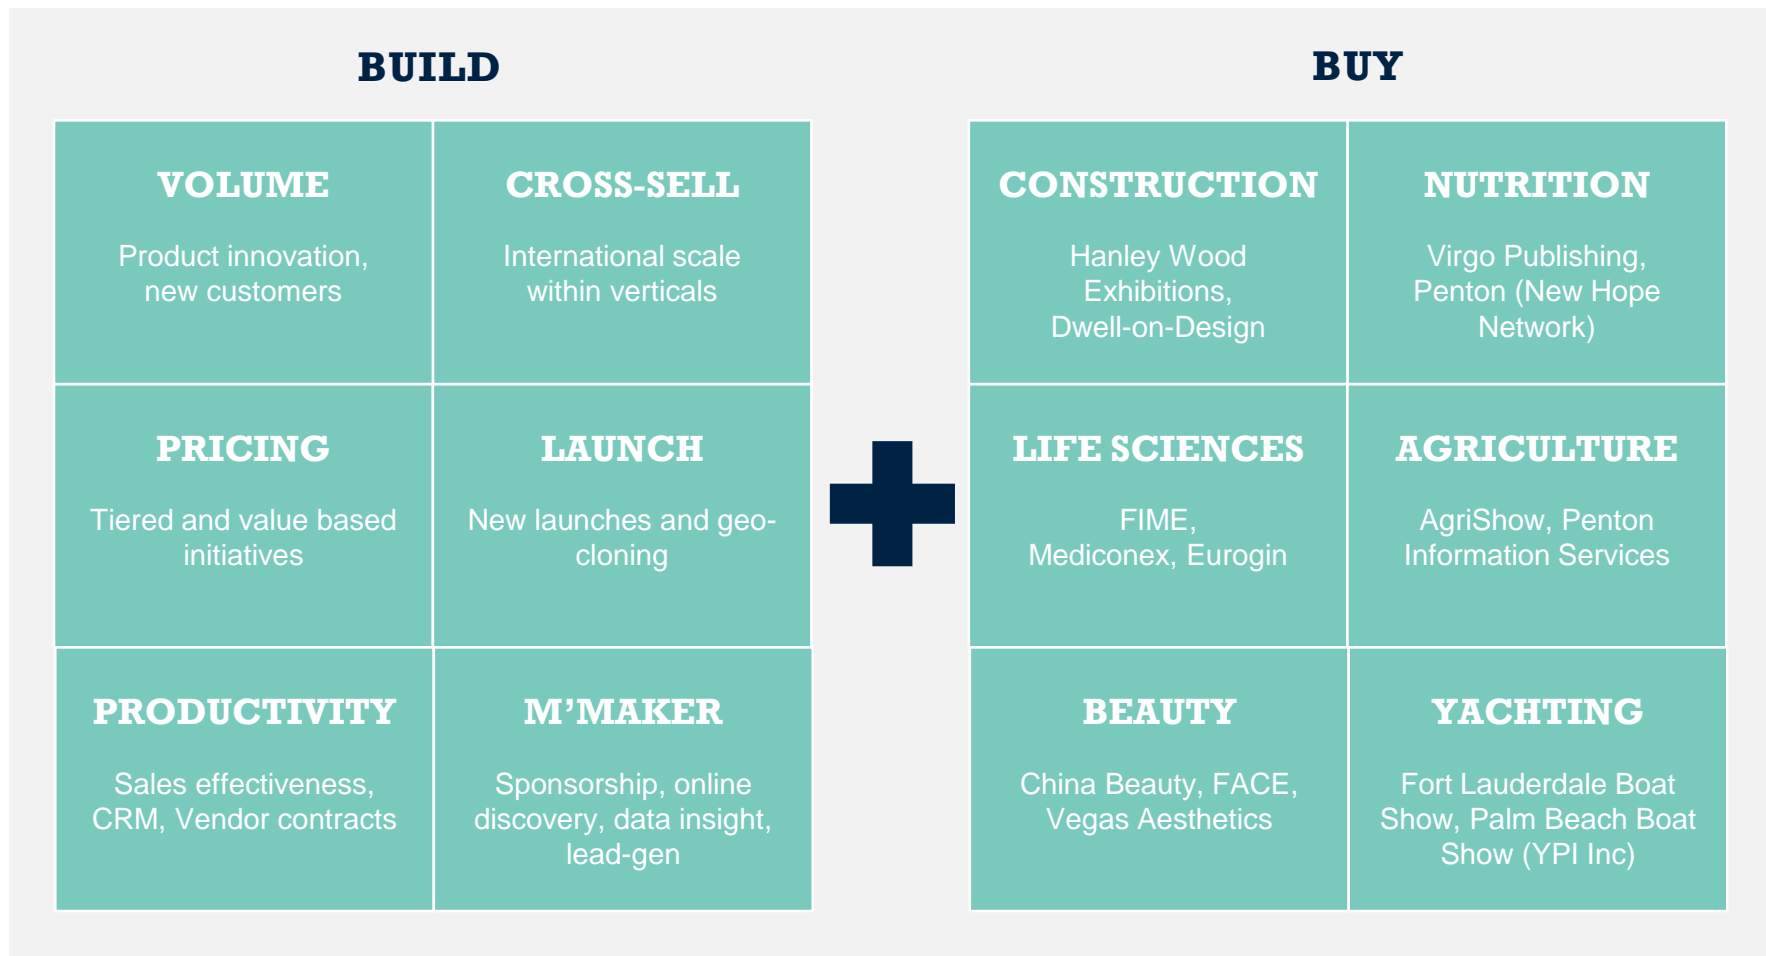 BUILD
VOLUME
Product innovation,
new customers
CROSS-SELL
International scale
within verticals
PRICING
Tiered and value based
initiatives
LAUNCH
New launches and geo-
cloning
PRODUCTIVITY
Sales effectiveness,
CRM, Vendor contracts
M’MAKER
Sponsorship, online
discovery, data insight,
lead-gen
BUY
CONSTRUCTION
Hanley Wood
Exhibitions,
Dwell-on-Design
NUTRITION
Virgo Publishing,
Penton (New Hope
Network)
LIFE SCIENCES
FIME,
Mediconex, Eurogin
AGRICULTURE
AgriShow, Penton
Information Services
BEAUTY
China Beauty, FACE,
Vegas Aesthetics
YACHTING
Fort Lauderdale Boat
Show, Palm Beach Boat
Show (YPI Inc)